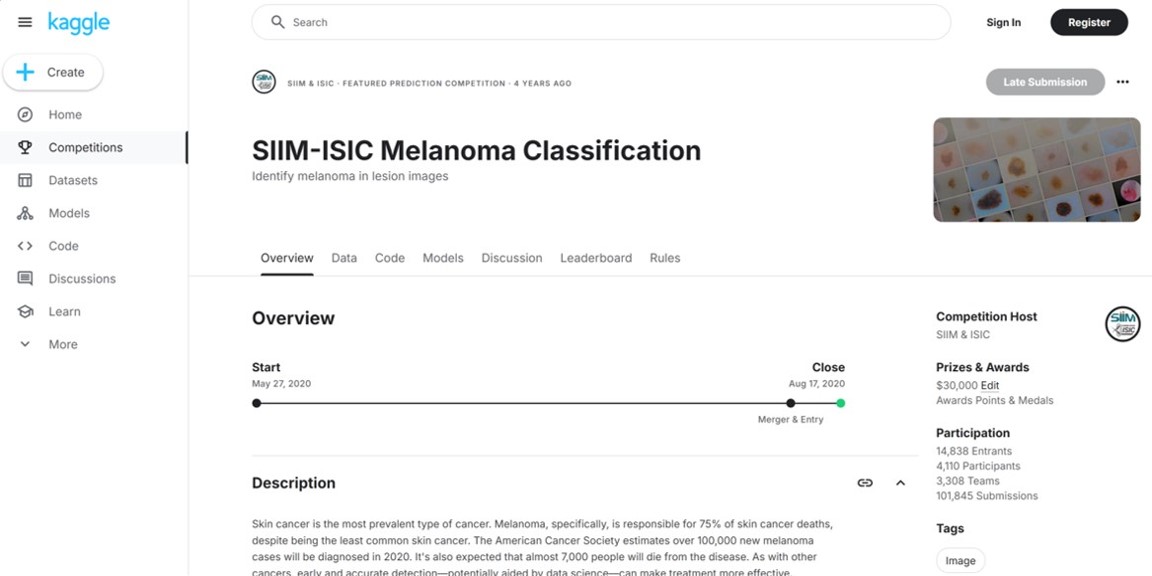 kaggle
Search
Sign In
Register
Create
Home
Competitions
Datasets
Models
Code
Discussions
Learn
More
SIIM & ISIC · FEATURED PREDICTION COMPETITION · 4 YEARS AGO
Late Submission
SIIM-ISIC Melanoma Classification
Identify melanoma in lesion images
Overview Data Code Models Discussion Leaderboard Rules
Overview
Start
May 27, 2020
Close
Aug 17, 2020
Merger & Entry
Description
Skin cancer is the most prevalent type of cancer. Melanoma, specifically, is responsible for 75% of skin cancer deaths,
despite being the least common skin cancer. The American Cancer Society estimates over 100,000 new melanoma
cases will be diagnosed in 2020. It's also expected that almost 7,000 people will die from the disease. As with other
cancers, early and accurate detection—potentially aided by data science—can make treatment more effective.
Competition Host
SIIM & ISIC
SIIM
ISIC
Prizes & Awards
$30,000 Edit
Awards Points & Medals
Participation
14,838 Entrants
4,110 Participants
3,308 Teams
101,845 Submissions
Tags
Image